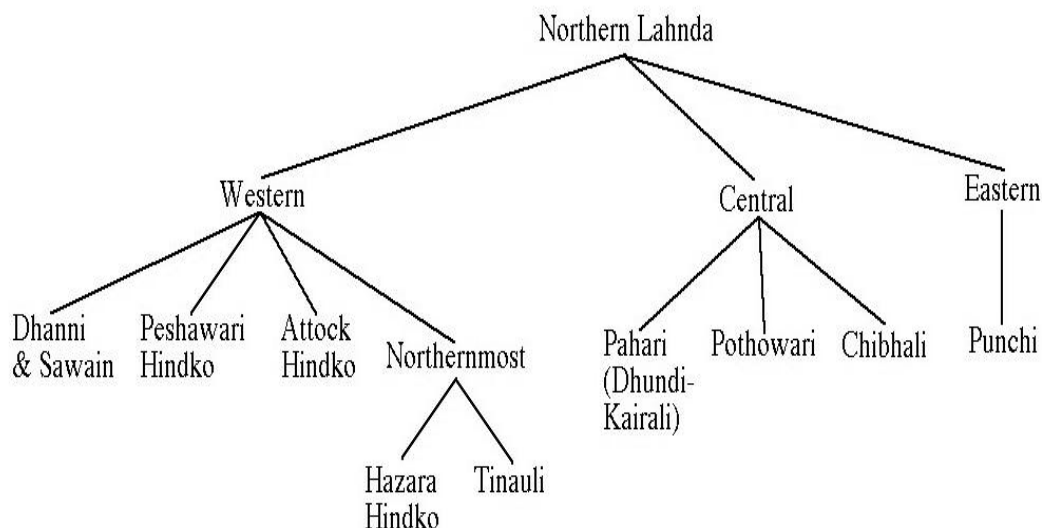 Northern Lahnda
Western
Central
Eastern
Dhanni
& Sawain
Peshawari
Hindko
Attock
Hindko
Northernmost
Pahari
(Dhundi-
Kairali)
Pothowari
Chibhali
Punchi
Hazara
Hindko
Tinauli